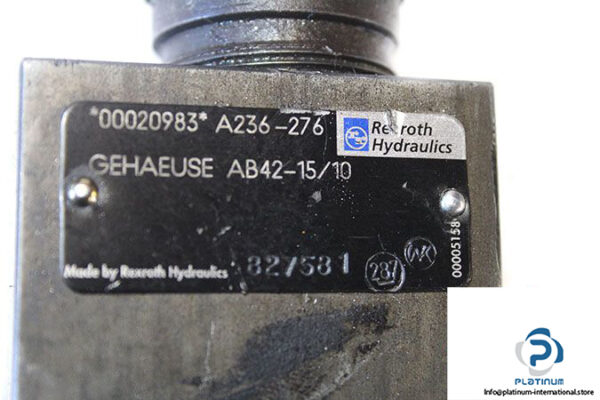 *00020983* A236-276
Rexroth
Hydraulics
GEHAEUSE AB42-15/10
Made by Rexroth Hydraulics
827581
287
WK
00005158
PLATINUM
Info@platinum-international.store